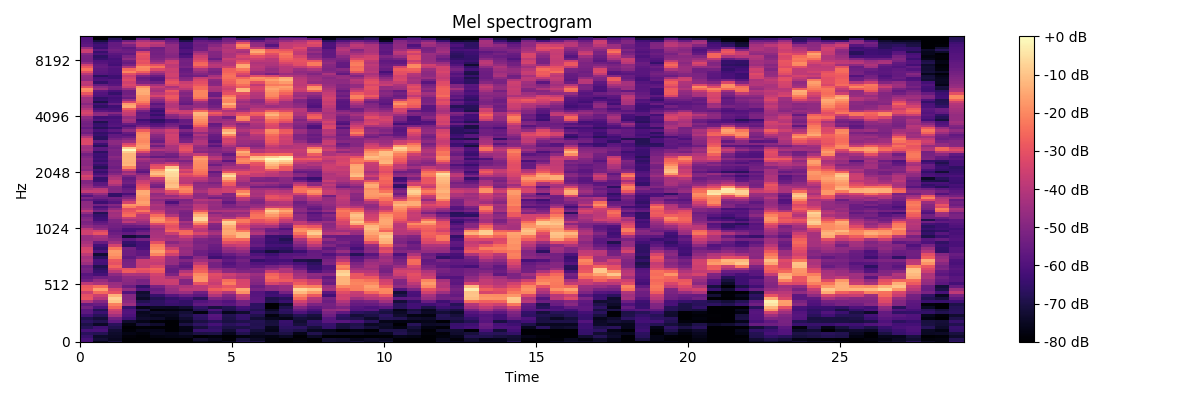 Mel spectrogram
Hz
8192
4096
2048
1024
512
0
0 5 10 15 20 25
Time
+0 dB
-10 dB
-20 dB
-30 dB
-40 dB
-50 dB
-60 dB
-70 dB
-80 dB